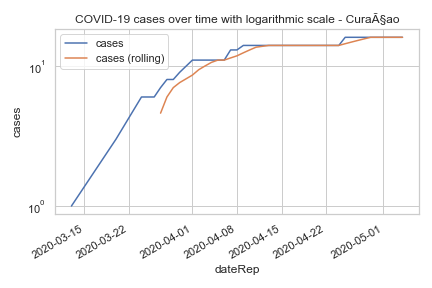 COVID-19 cases over time with logarithmic scale - CuraÃ§ao
cases
cases (rolling)
10¹
10⁰
cases
2020-03-15
2020-03-22
2020-04-01
2020-04-08
2020-04-15
2020-04-22
2020-05-01
dateRep